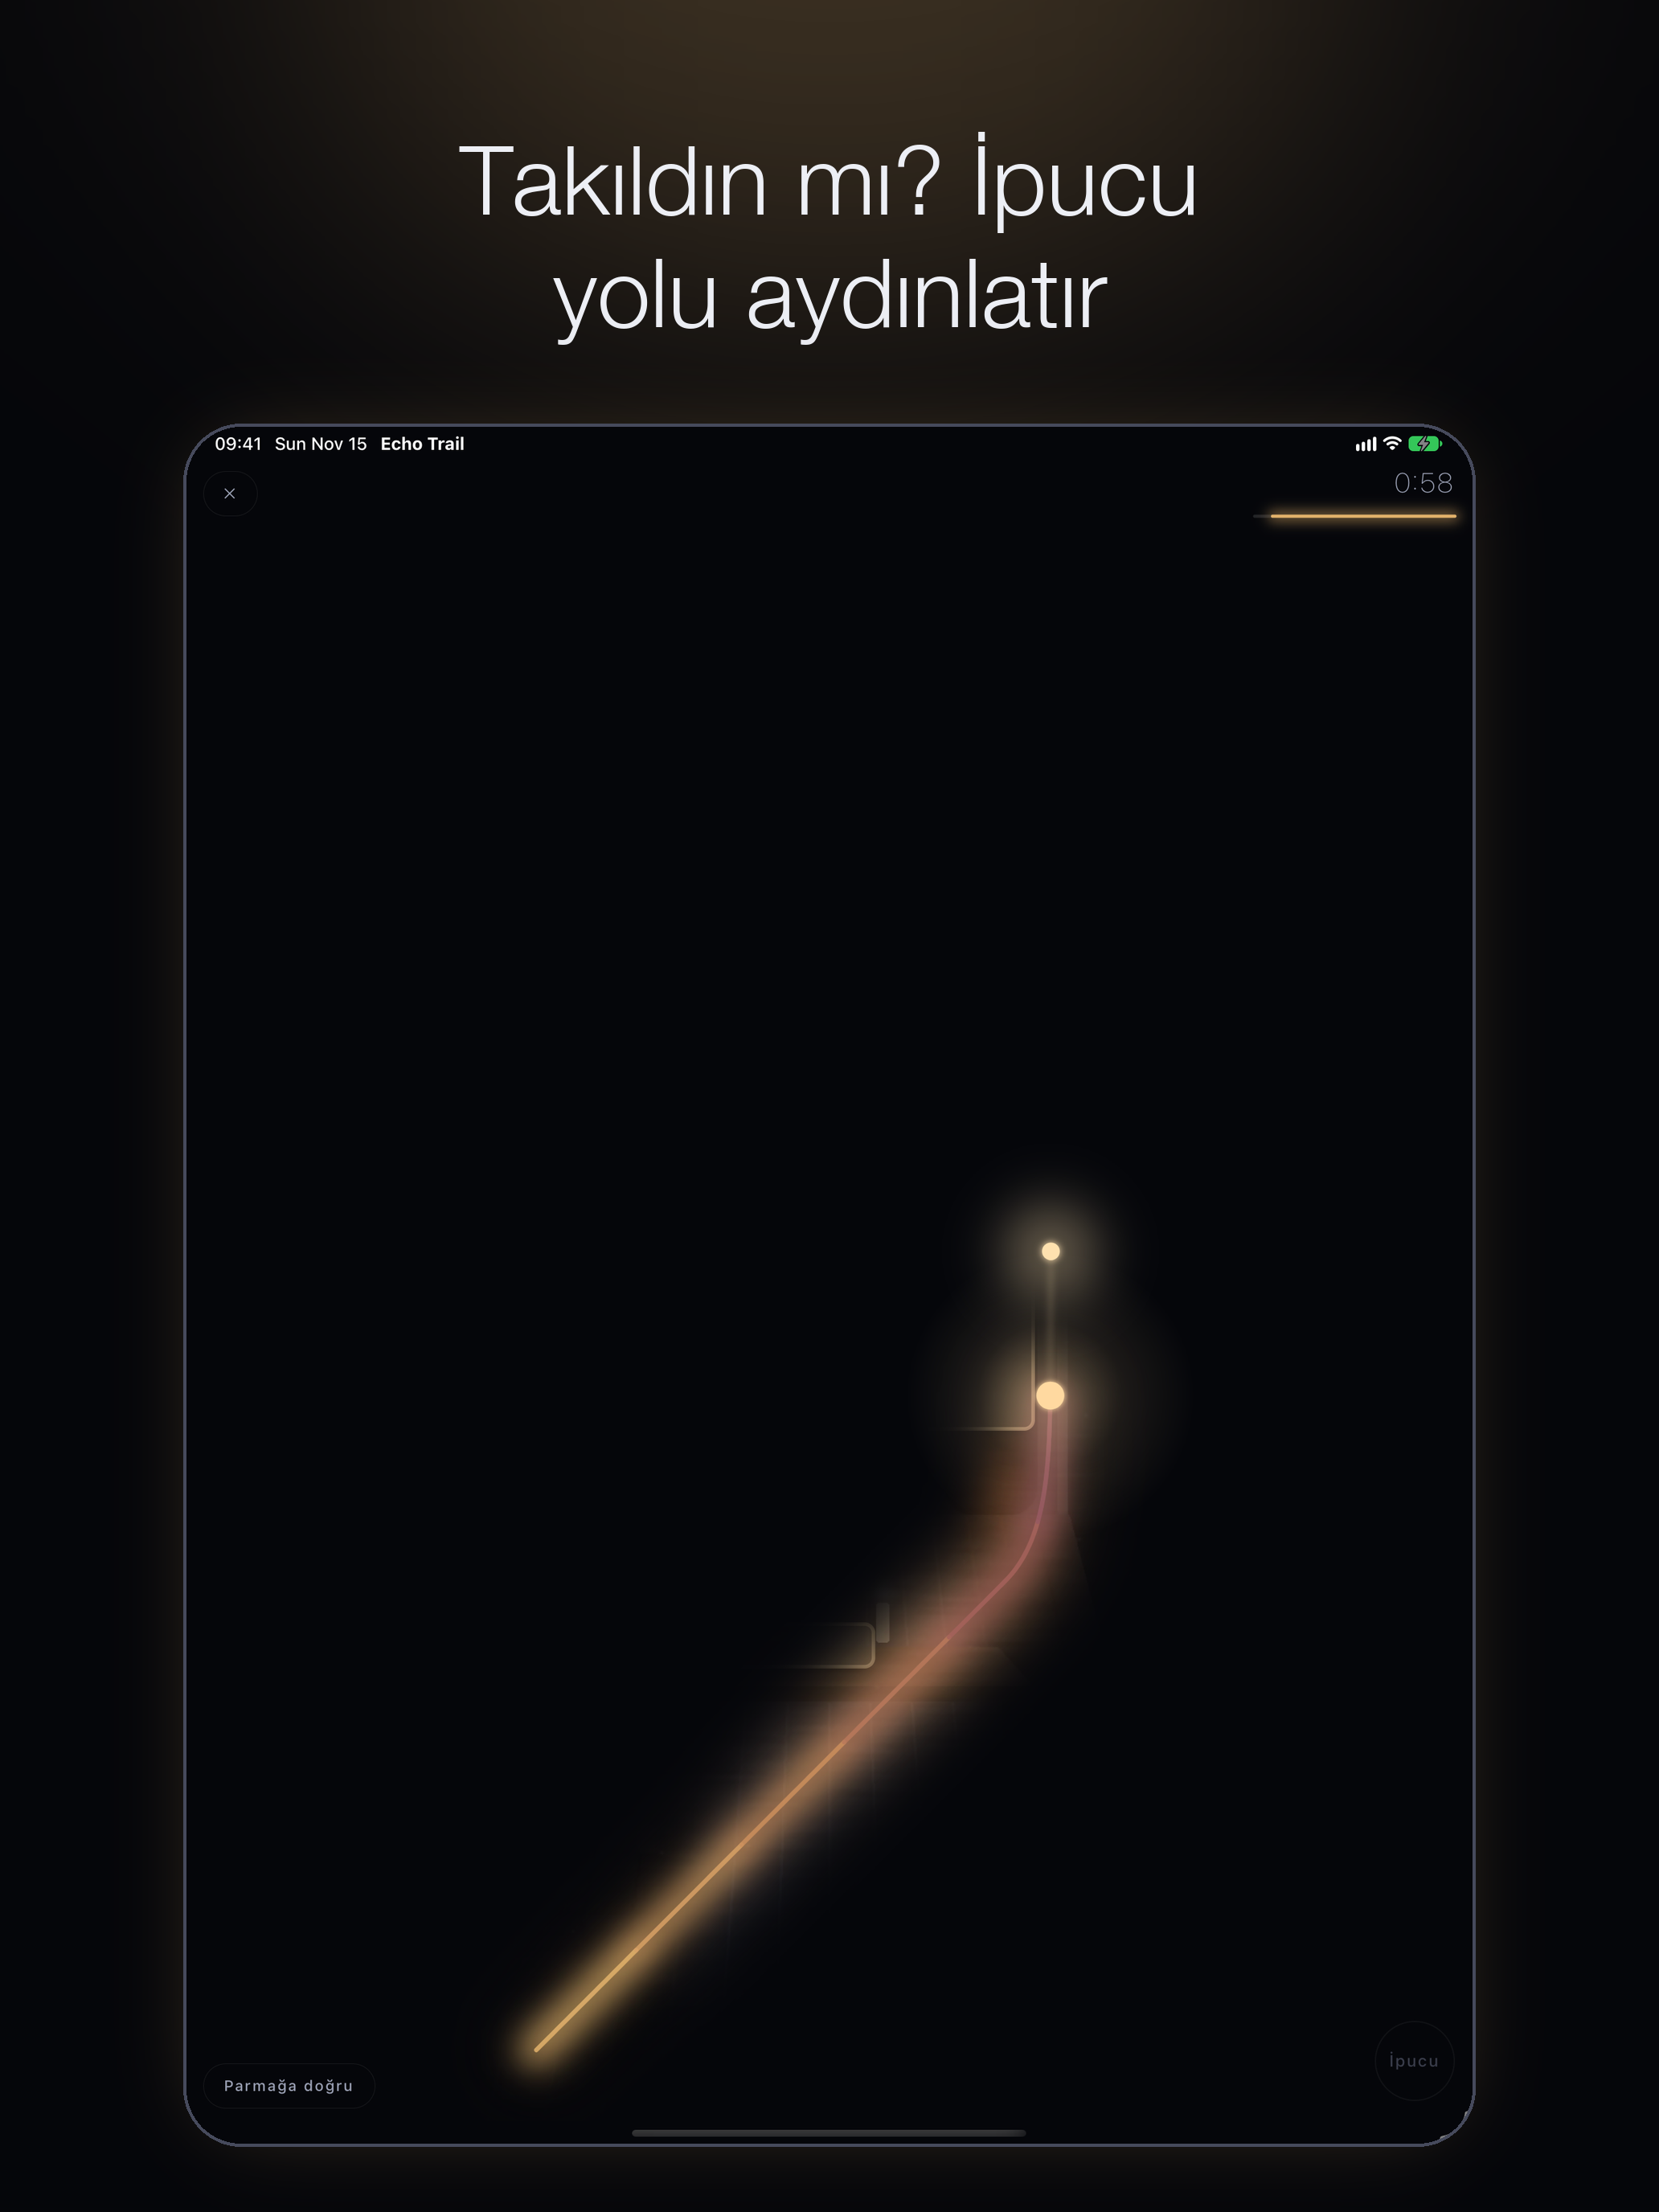 Takıldın mı? İpucu
yolu aydınlatır
09:41 Sun Nov 15 Echo Trail
0:58
İpucu
Parmağa doğru